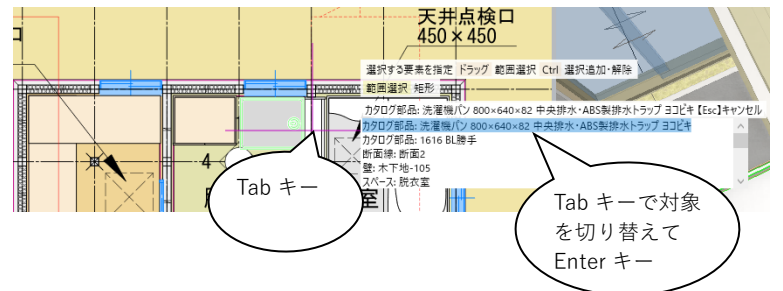 天井点検口
450×450
口
選択する要素を指定 ドラッグ 範囲選択 Ctrl 選択追加・解除
範囲選択 矩形
カタログ部品: 洗濯機パン 800×640×82 中央排水・ABS製排水トラップ ヨコビキ【Esc】キャンセル
カタログ部品: 洗濯機パン 800×640×82 中央排水・ABS製排水トラップ ヨコビキ
カタログ部品: 1616 BL勝手
断面線: 断面2
壁: 木下地-105
スペース: 脱衣室
4
室
Tab キー
Tab キーで対象
を切り替えて
Enter キー